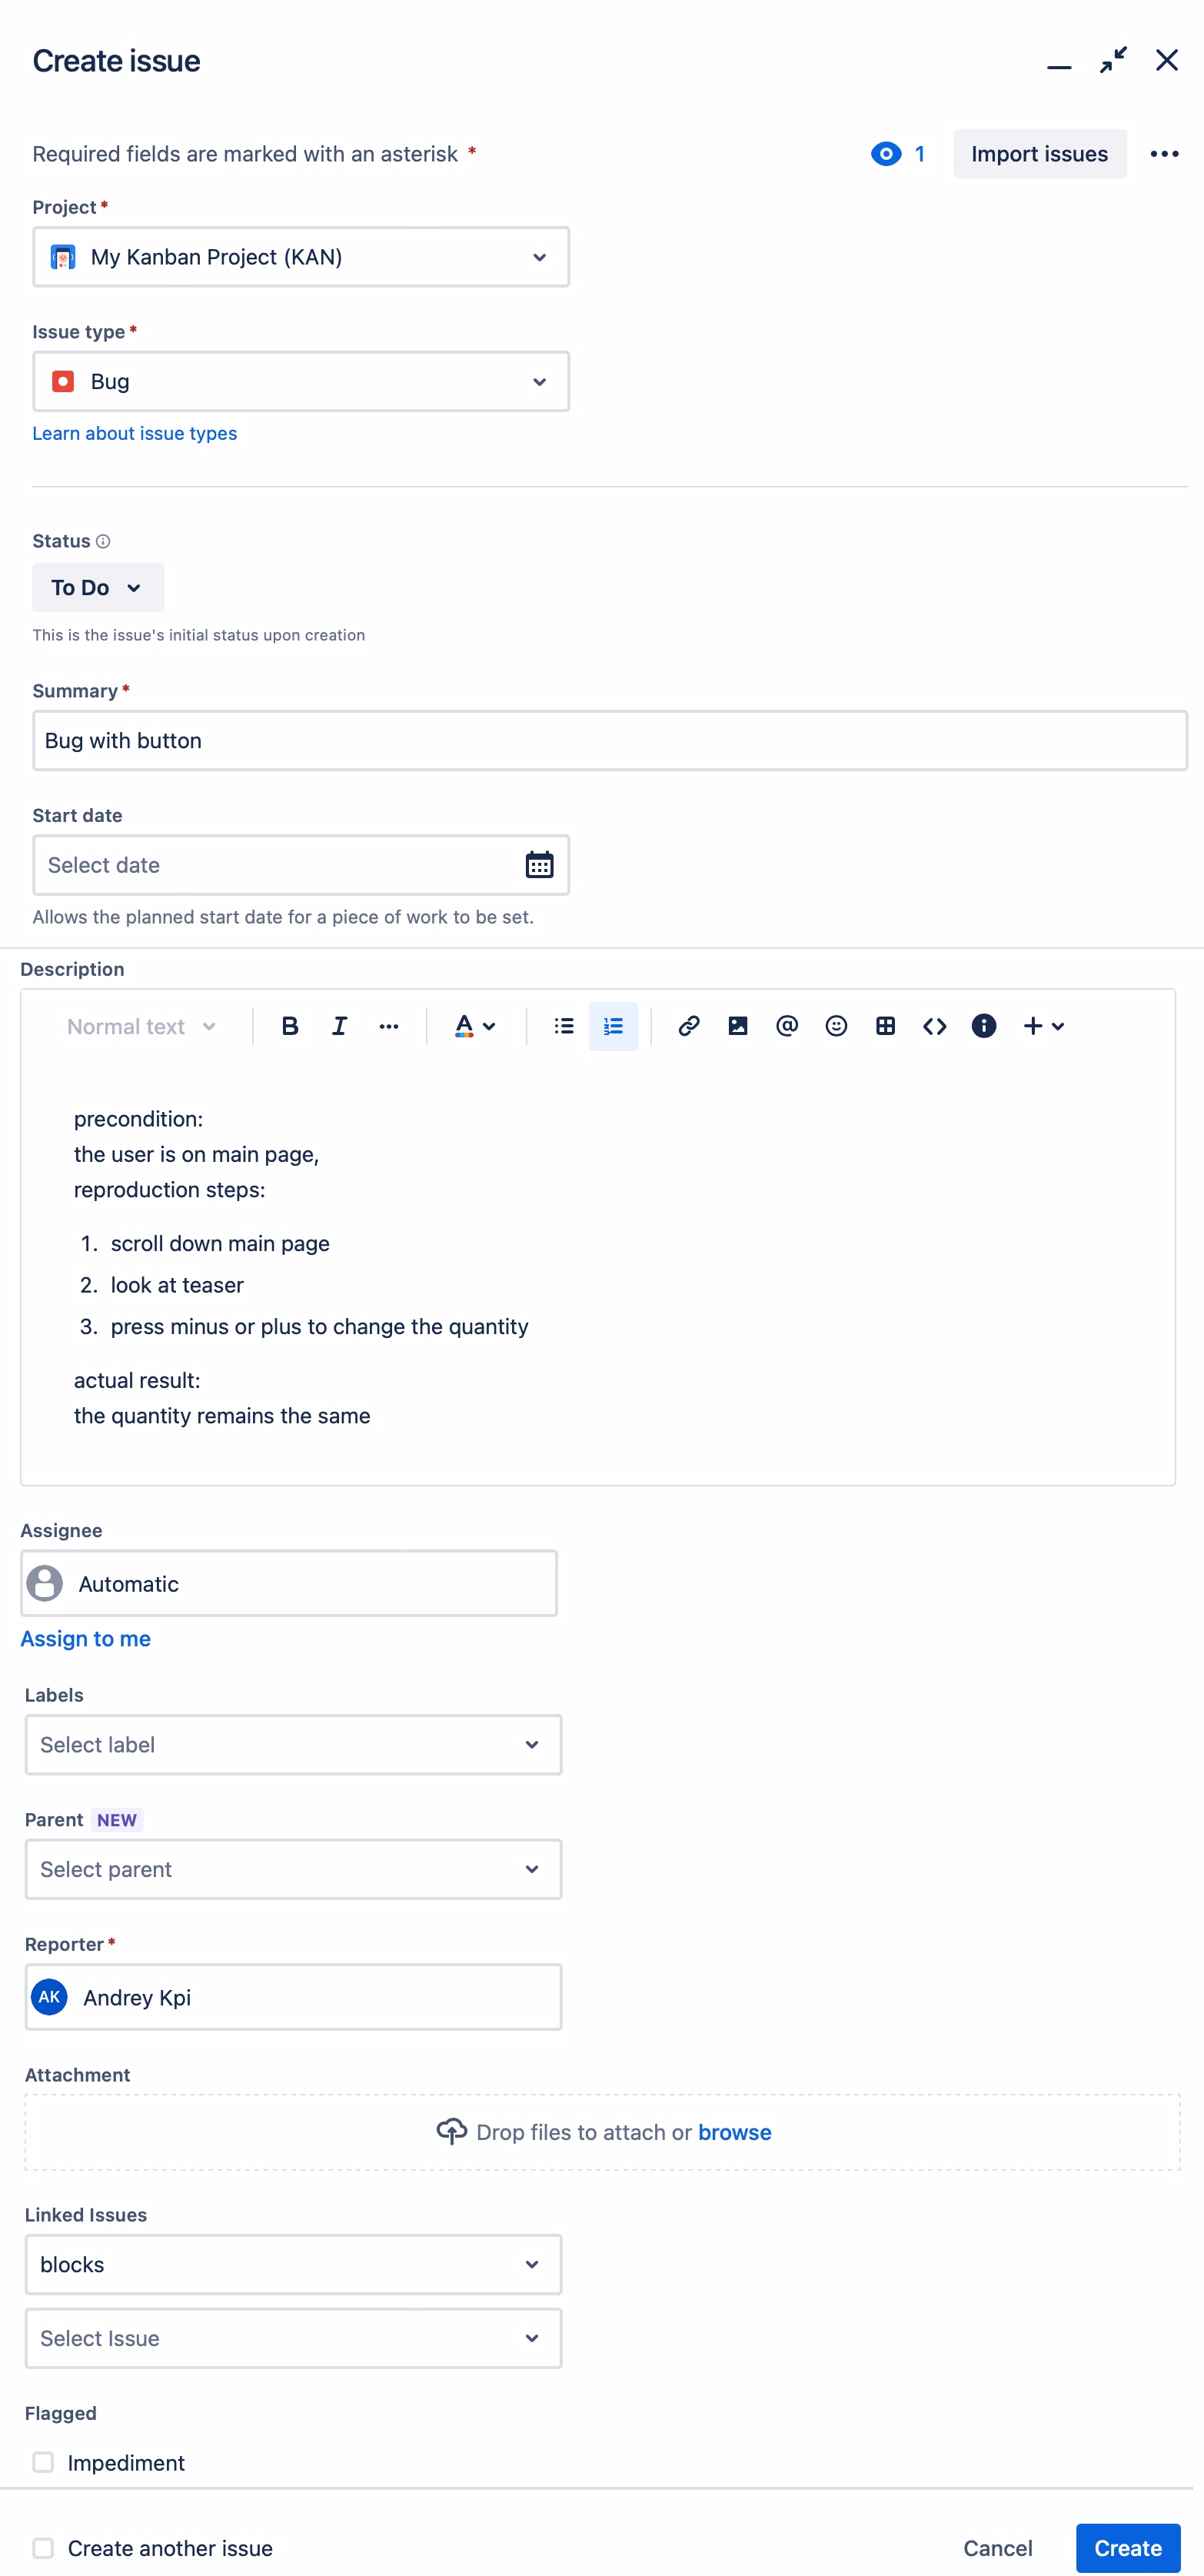 Create issue
Required fields are marked with an asterisk *
1
Import issues
Project *
My Kanban Project (KAN)
Issue type *
Bug
Learn about issue types
Status
To Do
This is the issue's initial status upon creation
Summary *
Bug with button
Start date
Select date
Allows the planned start date for a piece of work to be set.
Description
Normal text
B I ... A @ <> +
precondition:
the user is on main page,
reproduction steps:
1. scroll down main page
2. look at teaser
3. press minus or plus to change the quantity
actual result:
the quantity remains the same
Assignee
Automatic
Assign to me
Labels
Select label
Parent NEW
Select parent
Reporter *
AK Andrey Kpi
Attachment
Drop files to attach or browse
Linked Issues
blocks
Select Issue
Flagged
Impediment
Create another issue
Cancel
Create